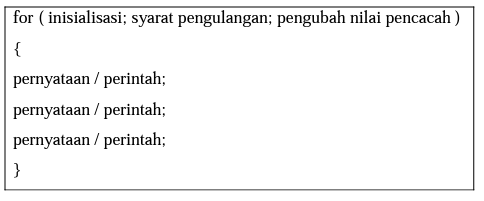 for ( inisialisasi; syarat pengulangan; pengubah nilai pencacah )
{
pernyataan / perintah;
pernyataan / perintah;
pernyataan / perintah;
}